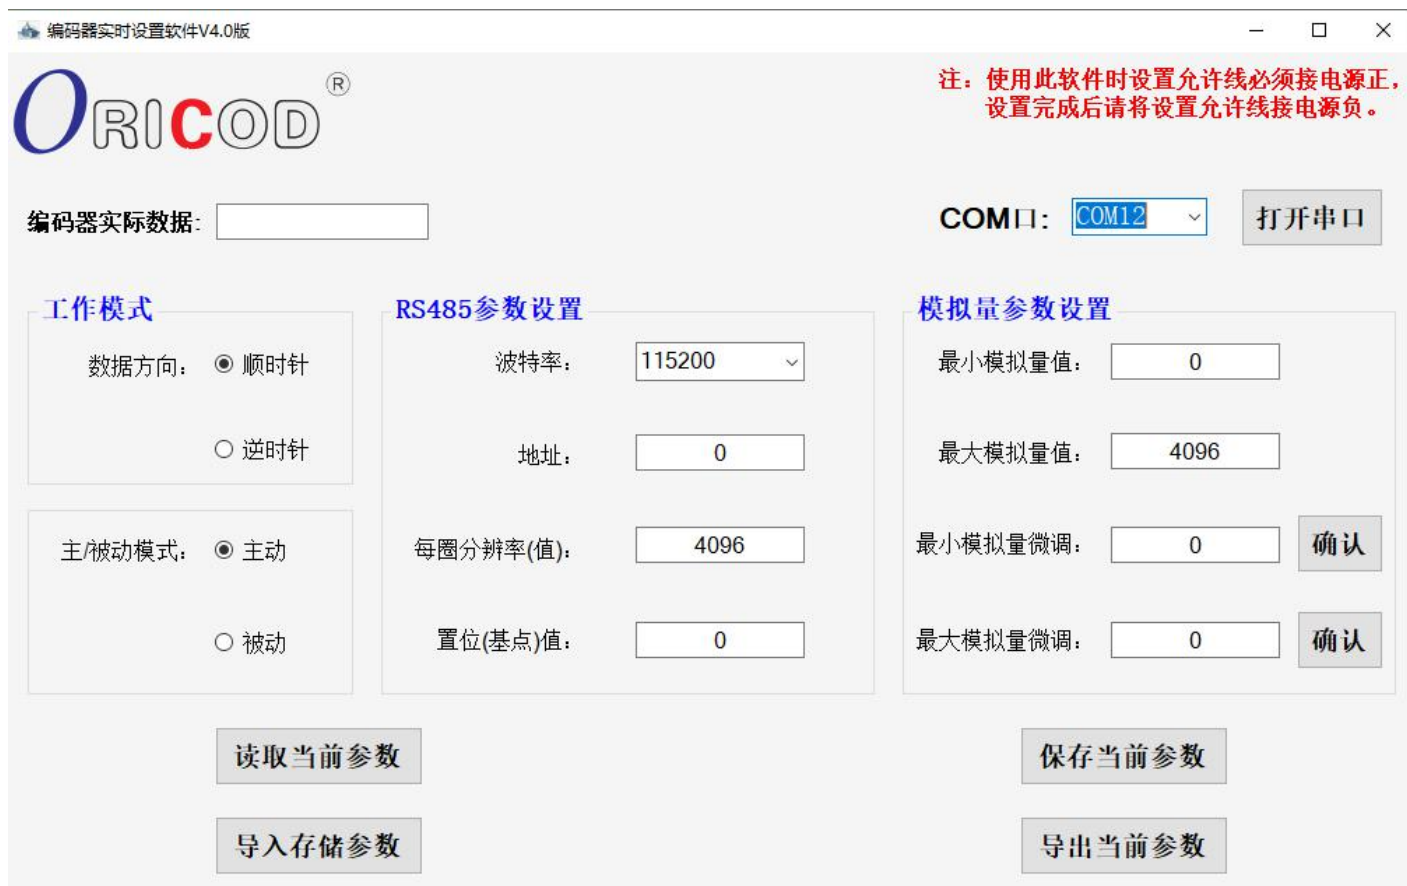 编码器实时设置软件V4.0版
ORICOD®
注：使用此软件时设置允许线必须接电源正，
设置完成后请将设置允许线接电源负。
编码器实际数据:
COM口: COM12 打开串口
工作模式
数据方向： 顺时针
逆时针
主/被动模式： 主动
被动
RS485参数设置
波特率： 115200
地址： 0
每圈分辨率(值)： 4096
置位(基点)值： 0
模拟量参数设置
最小模拟量值： 0
最大模拟量值： 4096
最小模拟量微调： 0 确认
最大模拟量微调： 0 确认
读取当前参数 保存当前参数
导入存储参数 导出当前参数